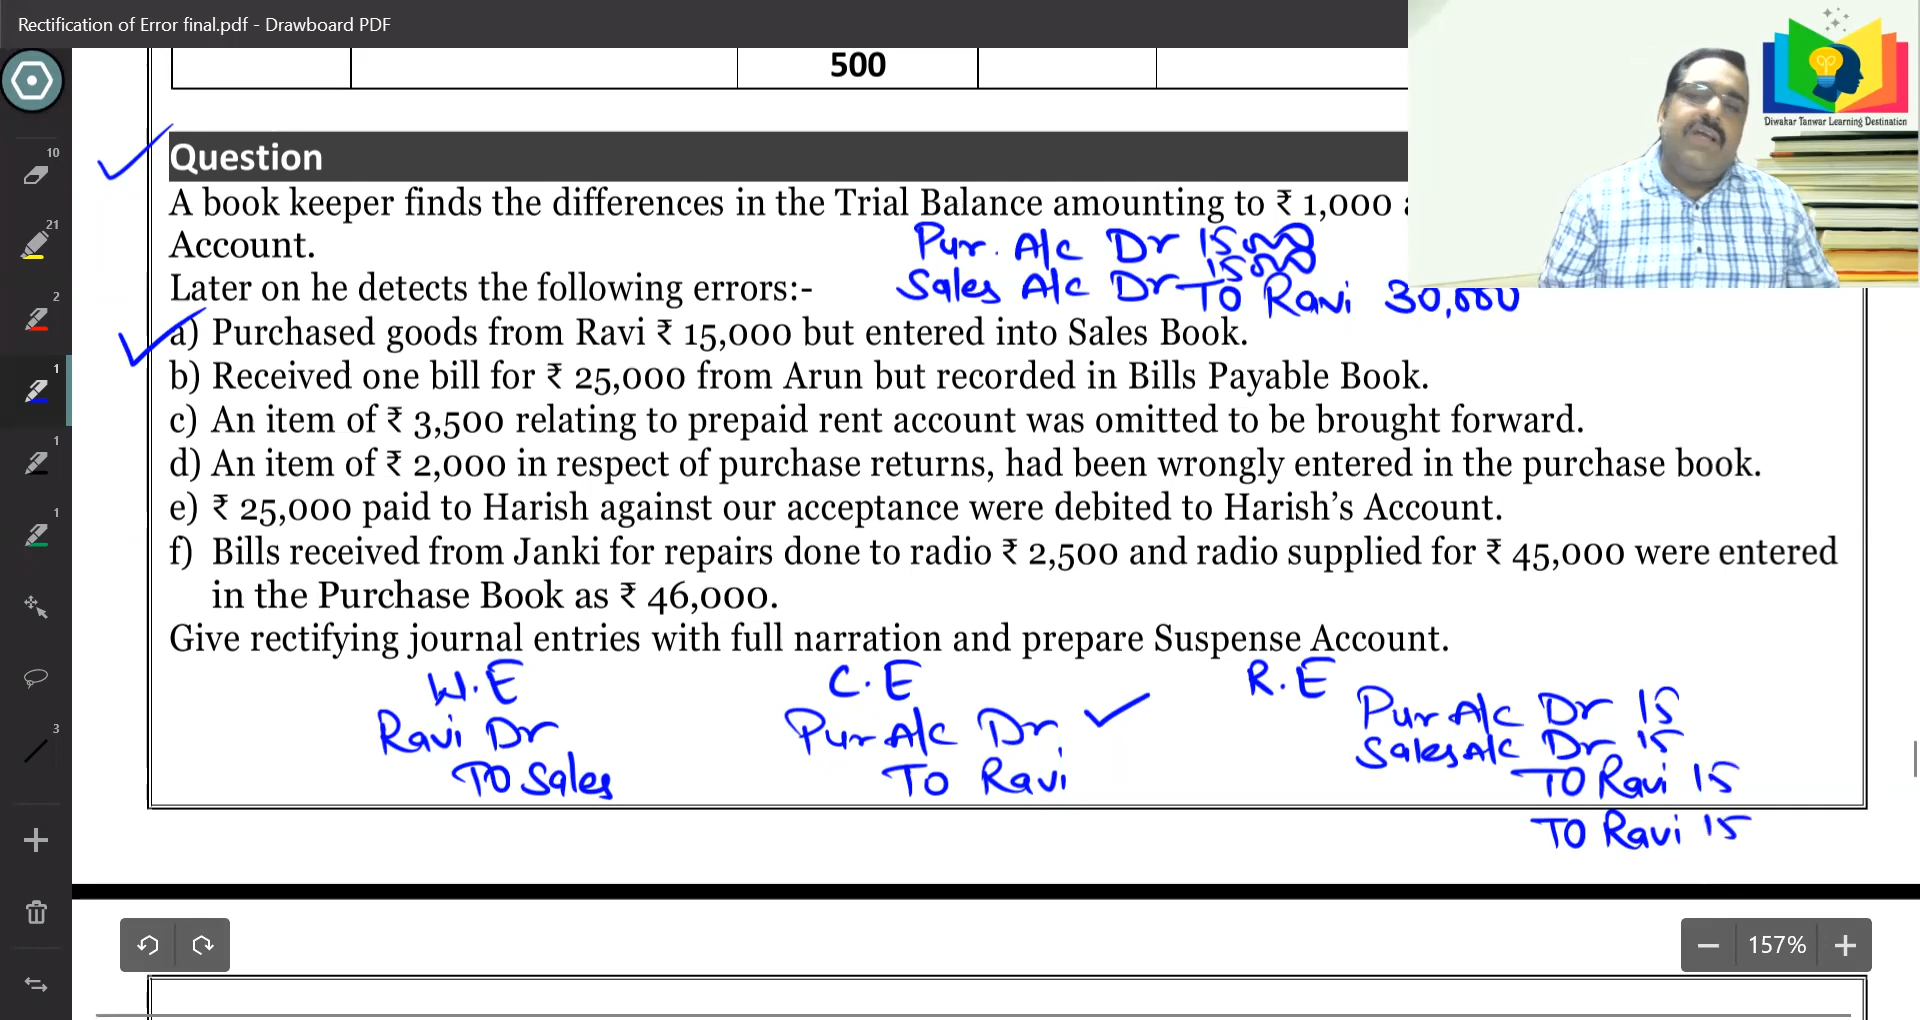 Rectification of Error final.pdf - Drawboard PDF
500
Diwakar Tanwar Learning Destination
10
21
2
1
1
1
3
Question
A book keeper finds the differences in the Trial Balance amounting to ₹ 1,000
Account.
Pur. A/c Dr 15000
Later on he detects the following errors:-
Sales A/c Dr 15000
To Ravi 30,000
a) Purchased goods from Ravi ₹ 15,000 but entered into Sales Book.
b) Received one bill for ₹ 25,000 from Arun but recorded in Bills Payable Book.
c) An item of ₹ 3,500 relating to prepaid rent account was omitted to be brought forward.
d) An item of ₹ 2,000 in respect of purchase returns, had been wrongly entered in the purchase book.
e) ₹ 25,000 paid to Harish against our acceptance were debited to Harish’s Account.
f) Bills received from Janki for repairs done to radio ₹ 2,500 and radio supplied for ₹ 45,000 were entered
in the Purchase Book as ₹ 46,000.
Give rectifying journal entries with full narration and prepare Suspense Account.
W.E
Ravi Dr
To Sales
C.E
Pur A/c Dr
To Ravi
R.E
Pur A/c Dr 15
Sales A/c Dr 15
To Ravi 15
To Ravi 15
157%